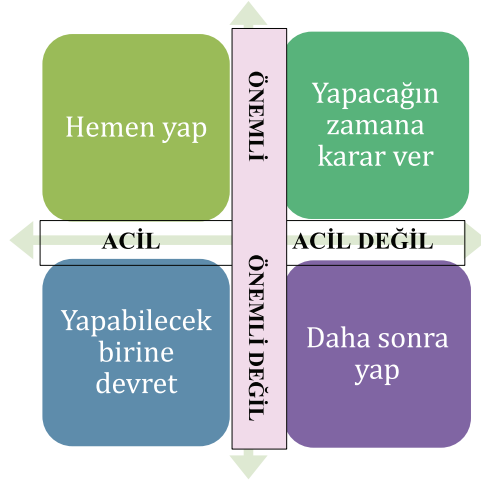 Hemen yap
Yapacağın
zamana
karar ver
ÖNEMLİ
ACİL
ACİL DEĞİL
ÖNEMLİ DEĞİL
Yapabilecek
birine
devret
Daha sonra
yap